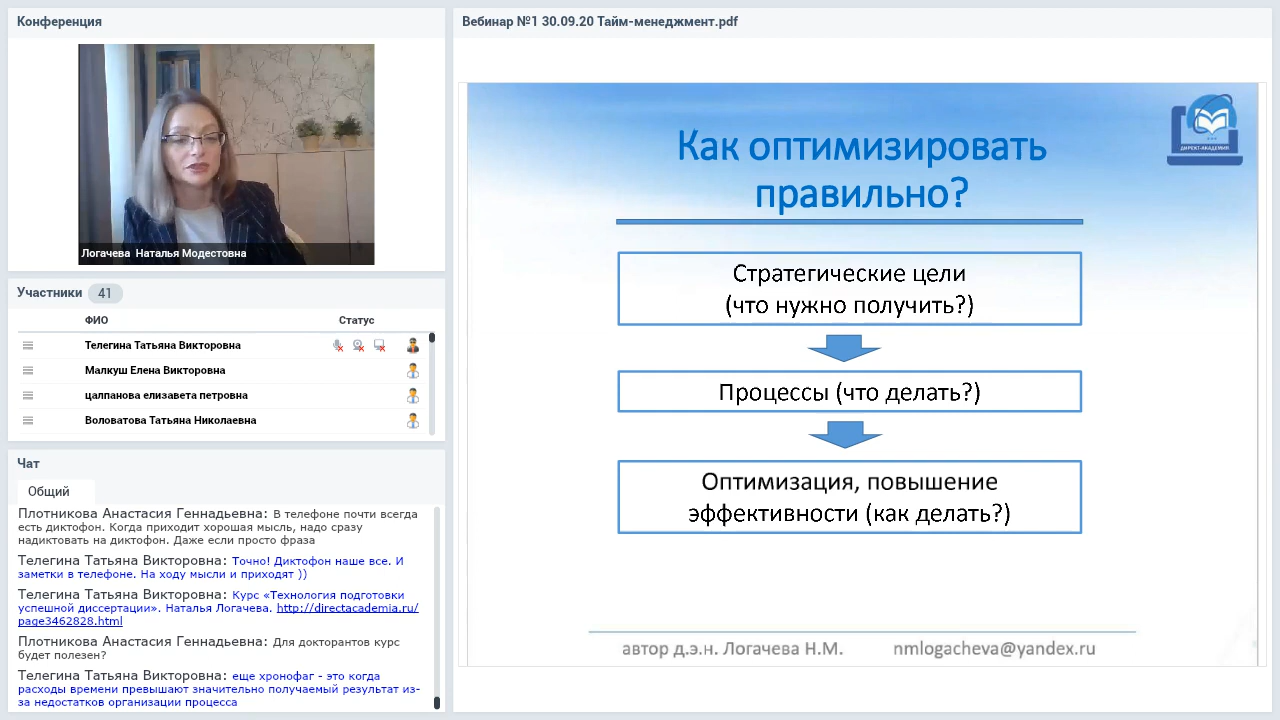 Конференция
Логачева Наталья Модестовна
Участники 41
ФИО Статус
Телегина Татьяна Викторовна
Малкуш Елена Викторовна
цалпанова елизавета петровна
Воловатова Татьяна Николаевна
Чат
Общий
Плотникова Анастасия Геннадьевна: В телефоне почти всегда
есть диктофон. Когда приходит хорошая мысль, надо сразу
надиктовать на диктофон. Даже если просто фраза
Телегина Татьяна Викторовна: Точно! Диктофон наше все. И
заметки в телефоне. На ходу мысли и приходят ))
Телегина Татьяна Викторовна: Курс «Технология подготовки
успешной диссертации». Наталья Логачева. http://directacademia.ru/
page3462828.html
Плотникова Анастасия Геннадьевна: Для докторантов курс
будет полезен?
Телегина Татьяна Викторовна: еще хронофаг - это когда
расходы времени превышают значительно получаемый результат из-
за недостатков организации процесса
Вебинар №1 30.09.20 Тайм-менеджмент.pdf
ДИРЕКТ-АКАДЕМИЯ
Как оптимизировать
правильно?
Стратегические цели
(что нужно получить?)
Процессы (что делать?)
Оптимизация, повышение
эффективности (как делать?)
автор д.э.н. Логачева Н.М. nmlogacheva@yandex.ru